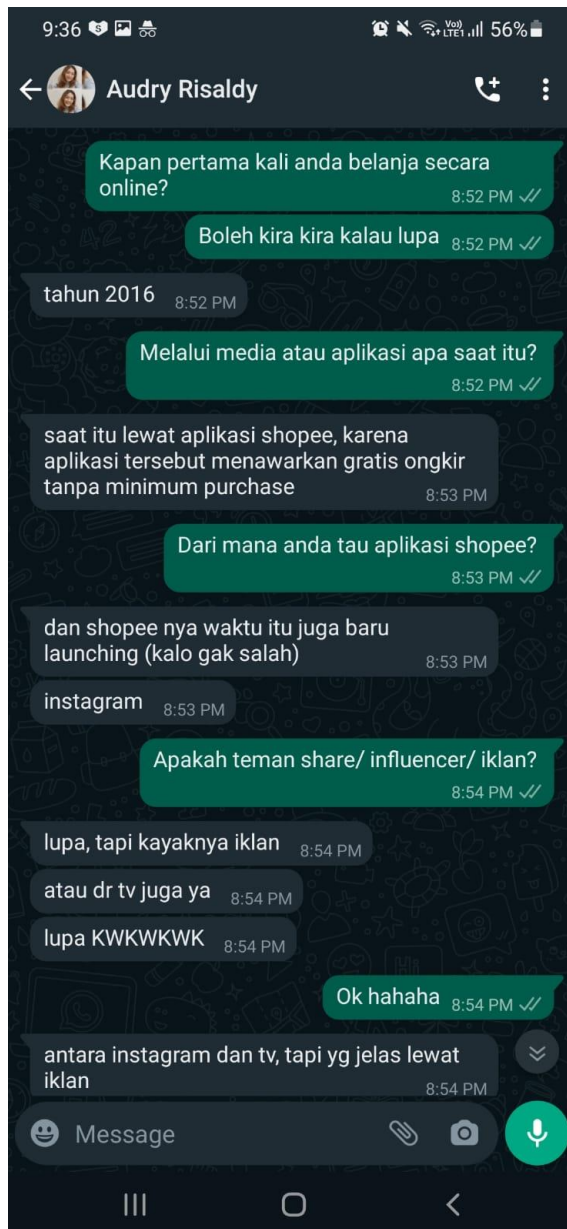 9:36
56%
Audry Risaldy
Kapan pertama kali anda belanja secara
online?
8:52 PM
Boleh kira kira kalau lupa 8:52 PM
tahun 2016 8:52 PM
Melalui media atau aplikasi apa saat itu?
8:52 PM
saat itu lewat aplikasi shopee, karena
aplikasi tersebut menawarkan gratis ongkir
tanpa minimum purchase
8:53 PM
Dari mana anda tau aplikasi shopee?
8:53 PM
dan shopee nya waktu itu juga baru
launching (kalo gak salah)
8:53 PM
instagram 8:53 PM
Apakah teman share/ influencer/ iklan?
8:54 PM
lupa, tapi kayaknya iklan 8:54 PM
atau dr tv juga ya 8:54 PM
lupa KWKWKWK 8:54 PM
Ok hahaha 8:54 PM
antara instagram dan tv, tapi yg jelas lewat
iklan
8:54 PM
Message